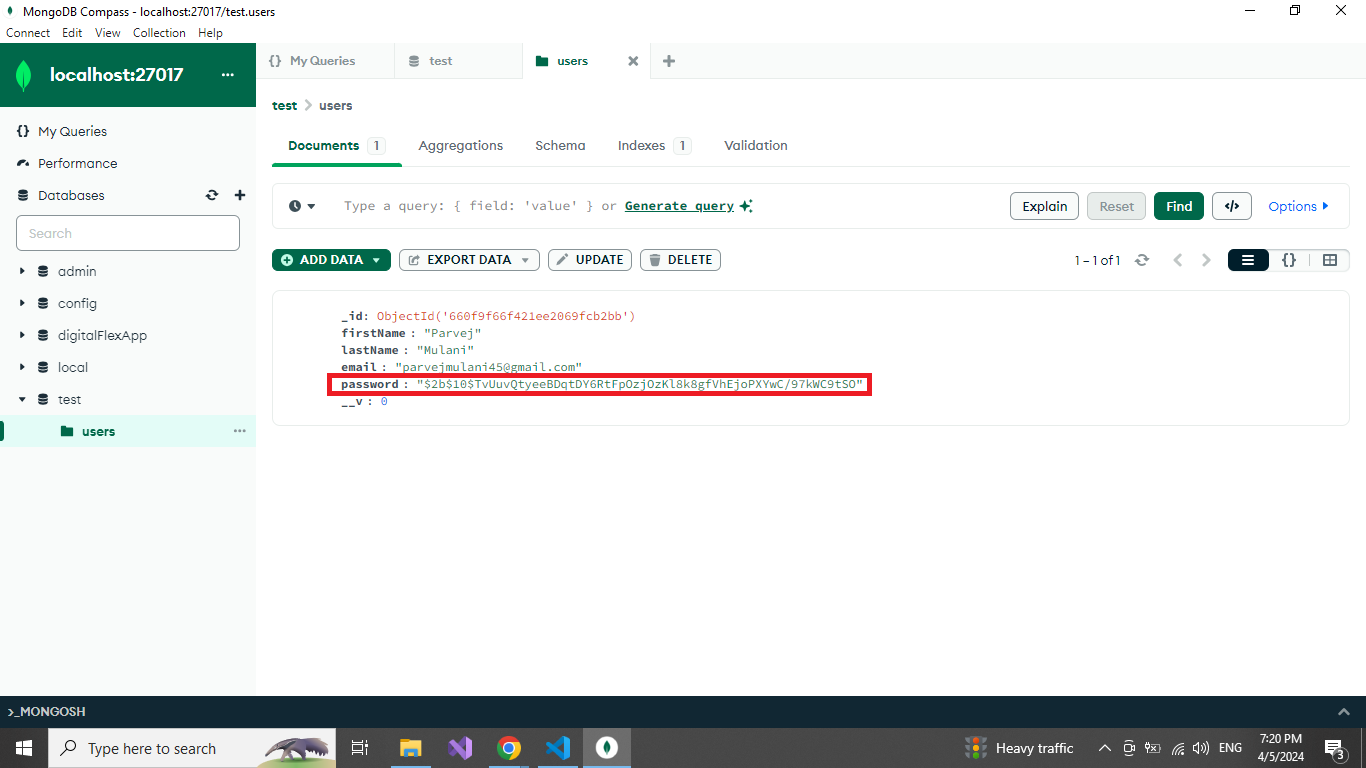 MongoDB Compass - localhost:27017/test.users
Connect Edit View Collection Help
localhost:27017 ...
{} My Queries
test
users
My Queries
Performance
Databases
Search
admin
config
digitalFlexApp
local
test
users ...
test > users
Documents 1 Aggregations Schema Indexes 1 Validation
Type a query: { field: 'value' } or Generate query
Explain Reset Find </> Options
ADD DATA EXPORT DATA UPDATE DELETE
1 – 1 of 1 {}
_id: ObjectId('660f9f66f421ee2069fcb2bb')
firstName : "Parvej"
lastName : "Mulani"
email : "parvejmulani45@gmail.com"
password : "$2b$10$TvUuvQtyeeBDqtDY6RtFpOzjOzKl8k8gfVhEjoPXYwC/97kWC9tSO"
__v : 0
>_MONGOSH
Type here to search
Heavy traffic
ENG
7:20 PM
4/5/2024
3